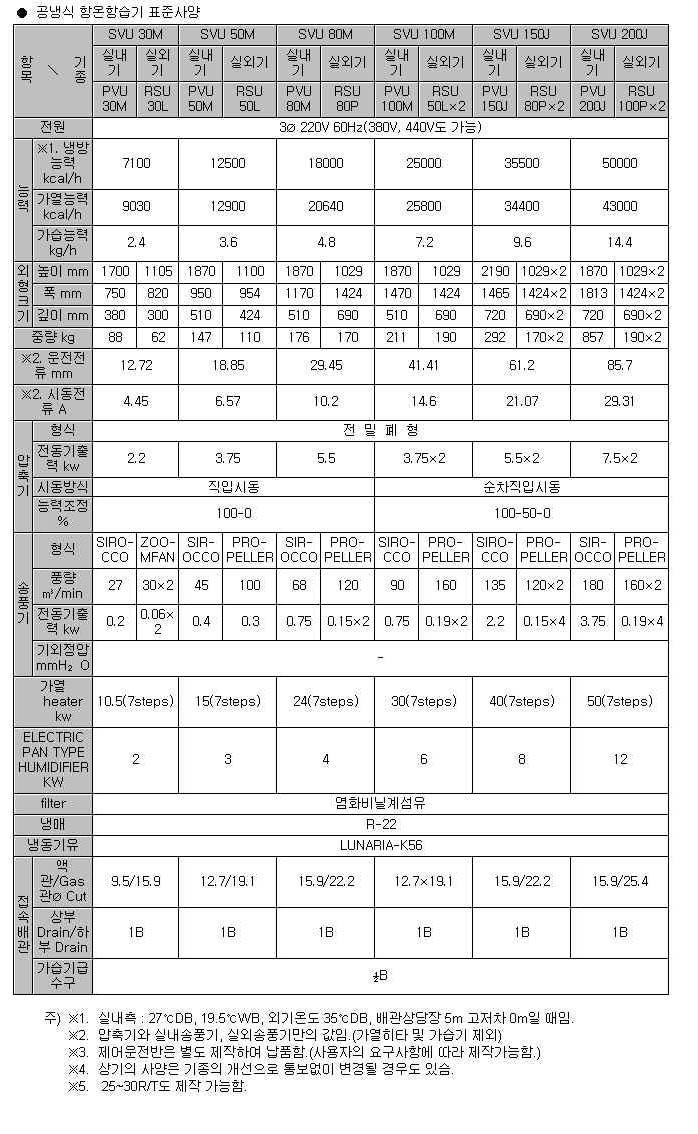 ● 공냉식 항온항습기 표준사양
항목 ＼ 기종 SVU 30M SVU 50M SVU 80M SVU 100M SVU 150J SVU 200J
실내기 실외기 실내기 실외기 실내기 실외기 실내기 실외기 실내기 실외기 실내기 실외기
PVU 30M RSU 30L PVU 50M RSU 50L PVU 80M RSU 80P PVU 100M RSU 50L×2 PVU 150J RSU 80P×2 PVU 200J RSU 100P×2
전원 3Ø 220V 60Hz(380V, 440V도 가능)
능력 ※1. 냉방능력 kcal/h 7100 12500 18000 25000 35500 50000
가열능력 kcal/h 9030 12900 20640 25800 34400 43000
가습능력 kg/h 2.4 3.6 4.8 7.2 9.6 14.4
외형크기 높이 mm 1700 1105 1870 1100 1870 1029 1870 1029 2190 1029×2 1870 1029×2
폭 mm 750 820 950 954 1170 1424 1470 1424 1465 1424×2 1813 1424×2
깊이 mm 380 300 510 424 510 690 510 690 720 690×2 720 690×2
중량 kg 88 62 147 110 176 170 211 190 292 170×2 857 190×2
※2. 운전전류 mm 12.72 18.85 29.45 41.41 61.2 85.7
※2. 시동전류 A 4.45 6.57 10.2 14.6 21.07 29.31
압축기 형식 전 밀 폐 형
전동기출력 kw 2.2 3.75 5.5 3.75×2 5.5×2 7.5×2
시동방식 직입시동 순차직입시동
능력조정 % 100-0 100-50-0
송풍기 형식 SIRO-CCO ZOO-MFAN SIR-OCCO PRO-PELLER SIR-OCCO PRO-PELLER SIRO-CCO PRO-PELLER SIRO-CCO PRO-PELLER SIR-OCCO PRO-PELLER
풍량 ㎥/min 27 30×2 45 100 68 120 90 160 135 120×2 180 160×2
전동기출력 kw 0.2 0.06×2 0.4 0.3 0.75 0.15×2 0.75 0.19×2 2.2 0.15×4 3.75 0.19×4
기외정압 mmH₂ O -
가열 heater kw 10.5(7steps) 15(7steps) 24(7steps) 30(7steps) 40(7steps) 50(7steps)
ELECTRIC PAN TYPE HUMIDIFIER KW 2 3 4 6 8 12
filter 염화비닐계섬유
냉매 R-22
냉동기유 LUNARIA-K56
접속배관 액관/Gas관Ø Cut 9.5/15.9 12.7/19.1 15.9/22.2 12.7×19.1 15.9/22.2 15.9/25.4
상부 Drain/하부 Drain 1B 1B 1B 1B 1B 1B
가습기급수구 ½B
주) ※1. 실내측 : 27℃DB, 19.5℃WB, 외기온도 35℃DB, 배관상당장 5m 고저차 0m일 때임.
※2. 압축기와 실내송풍기, 실외송풍기만의 값임.(가열히타 및 가습기 제외)
※3. 제어운전반은 별도 제작하여 납품함.(사용자의 요구사항에 따라 제작가능함.)
※4. 상기의 사양은 기종의 개선으로 통보없이 변경될 경우도 있슴.
※5. 25~30R/T도 제작 가능함.